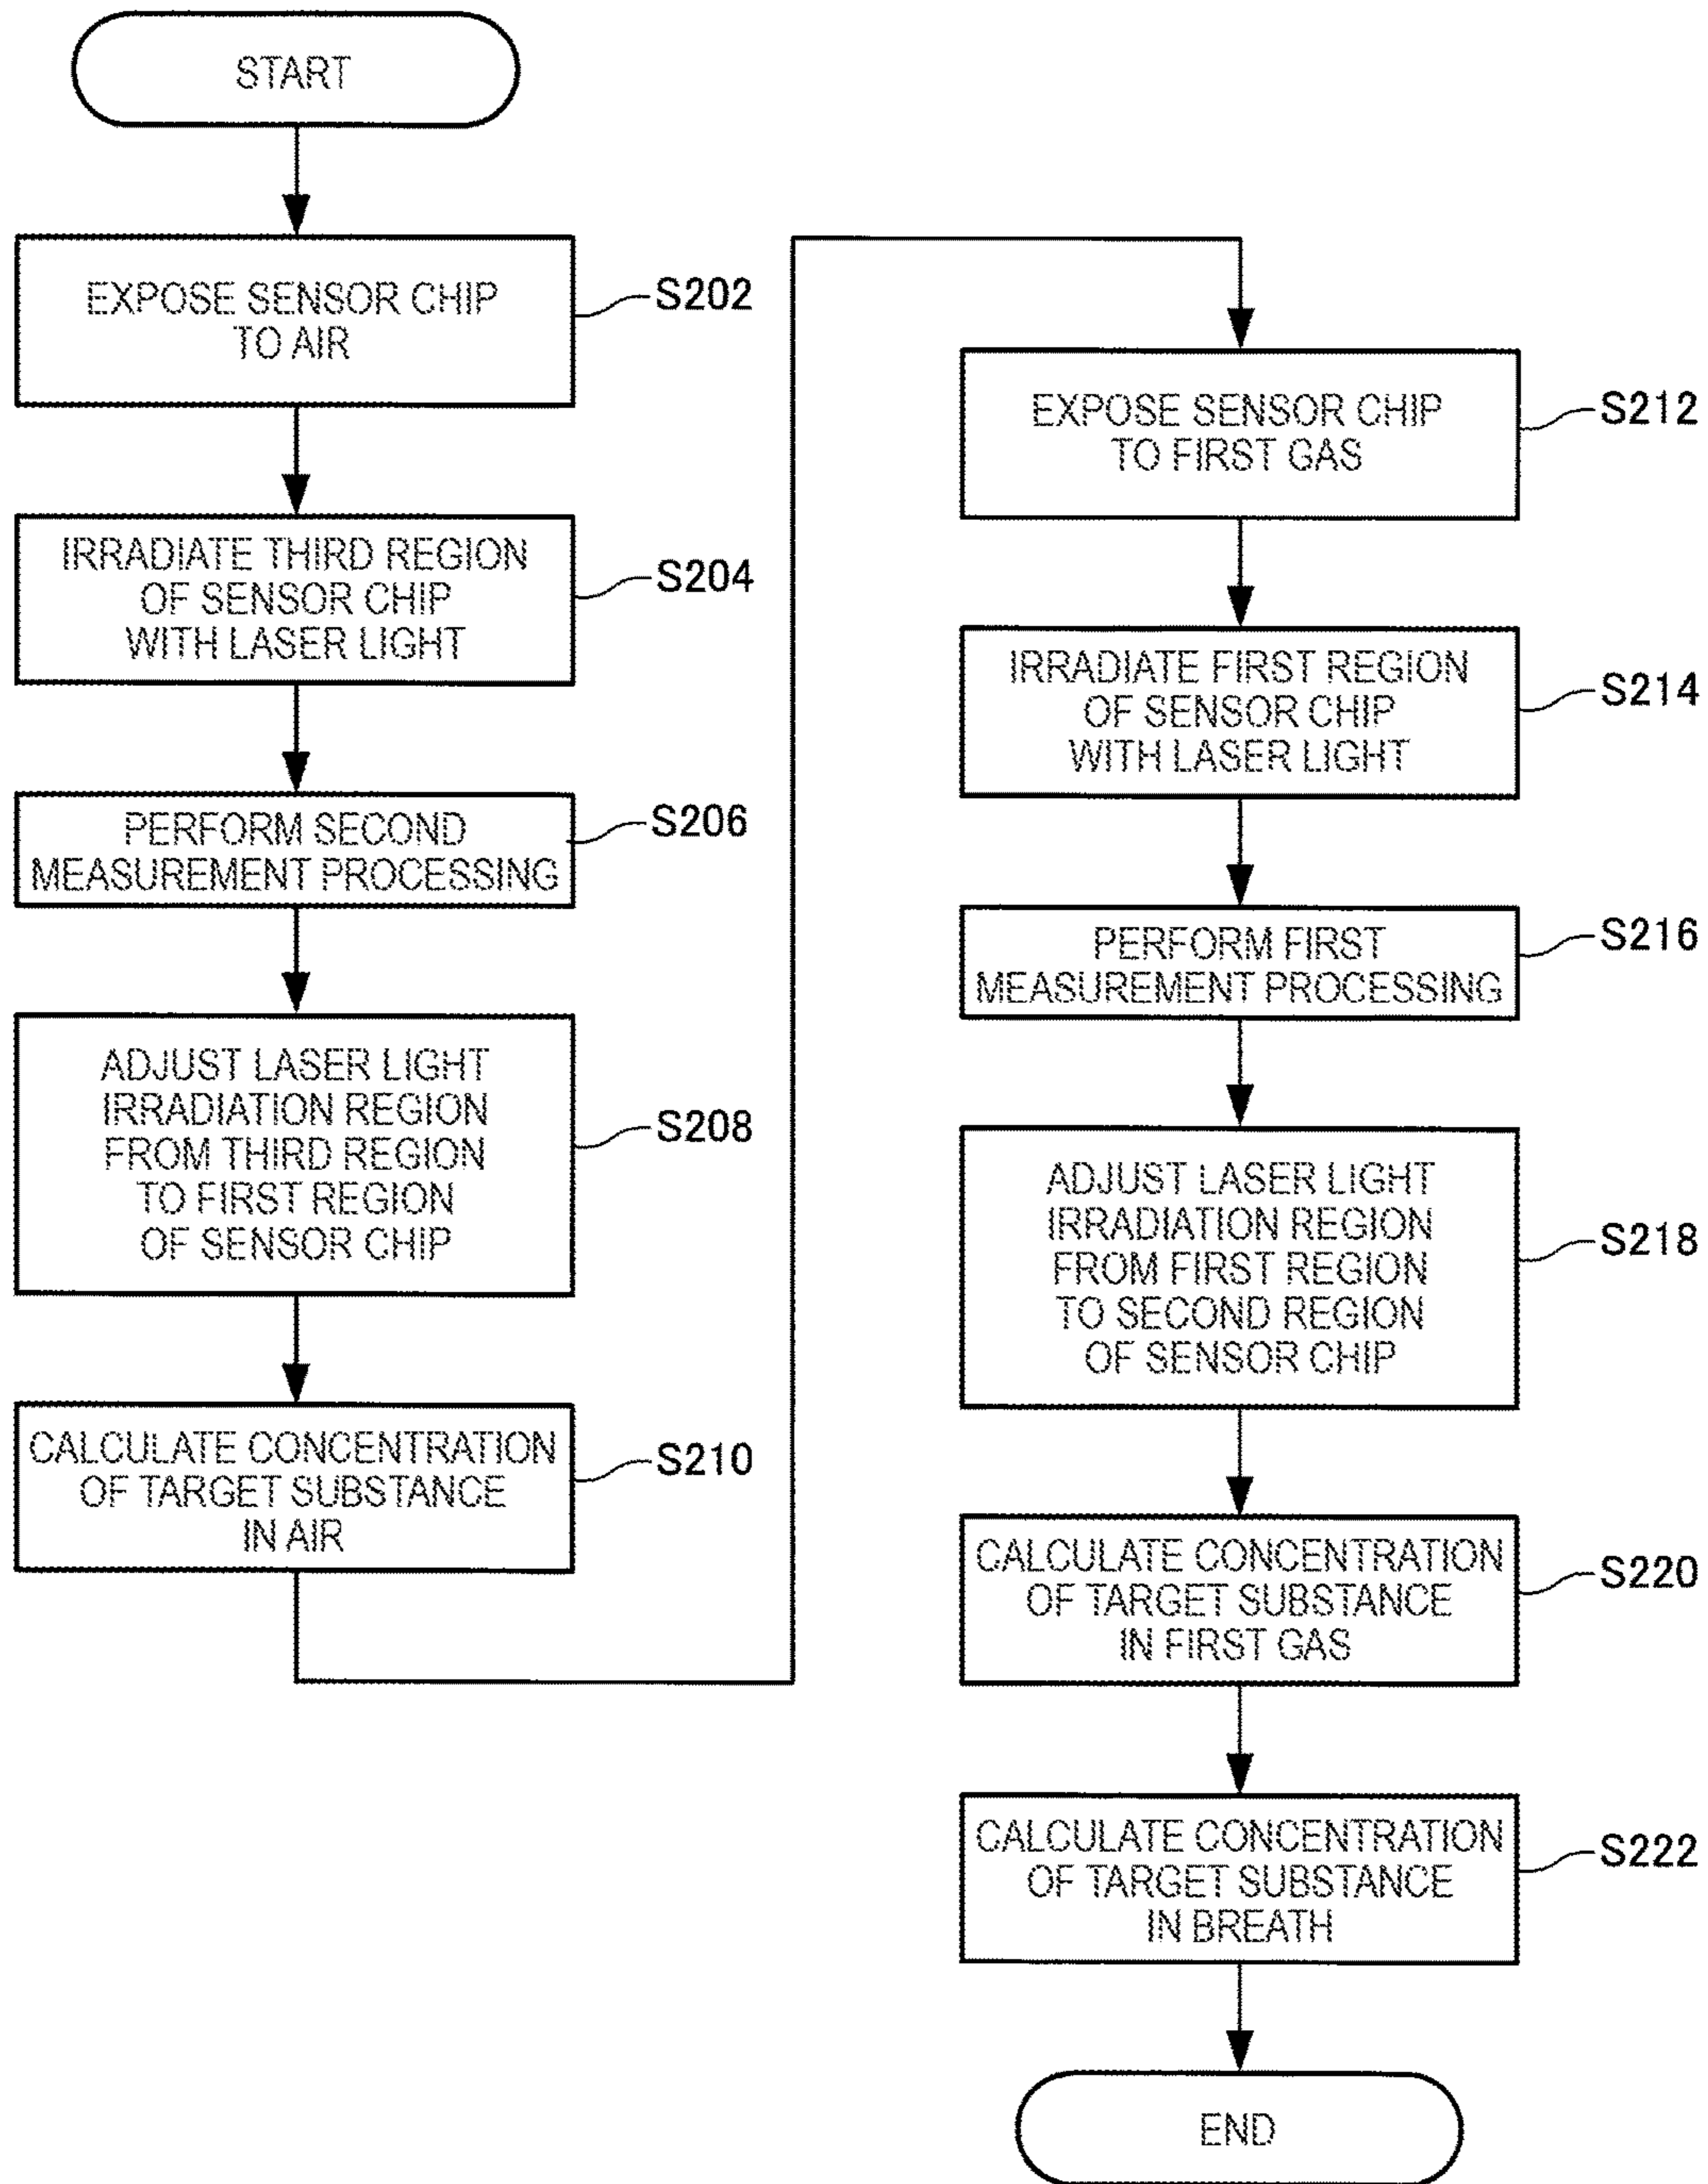 START
EXPOSE SENSOR CHIP
TO AIR
S202
IRRADIATE THIRD REGION
OF SENSOR CHIP
WITH LASER LIGHT
S204
PERFORM SECOND
MEASUREMENT PROCESSING
S206
ADJUST LASER LIGHT
IRRADIATION REGION
FROM THIRD REGION
TO FIRST REGION
OF SENSOR CHIP
S208
CALCULATE CONCENTRATION
OF TARGET SUBSTANCE
IN AIR
S210
EXPOSE SENSOR CHIP
TO FIRST GAS
S212
IRRADIATE FIRST REGION
OF SENSOR CHIP
WITH LASER LIGHT
S214
PERFORM FIRST
MEASUREMENT PROCESSING
S216
ADJUST LASER LIGHT
IRRADIATION REGION
FROM FIRST REGION
TO SECOND REGION
OF SENSOR CHIP
S218
CALCULATE CONCENTRATION
OF TARGET SUBSTANCE
IN FIRST GAS
S220
CALCULATE CONCENTRATION
OF TARGET SUBSTANCE
IN BREATH
S222
END